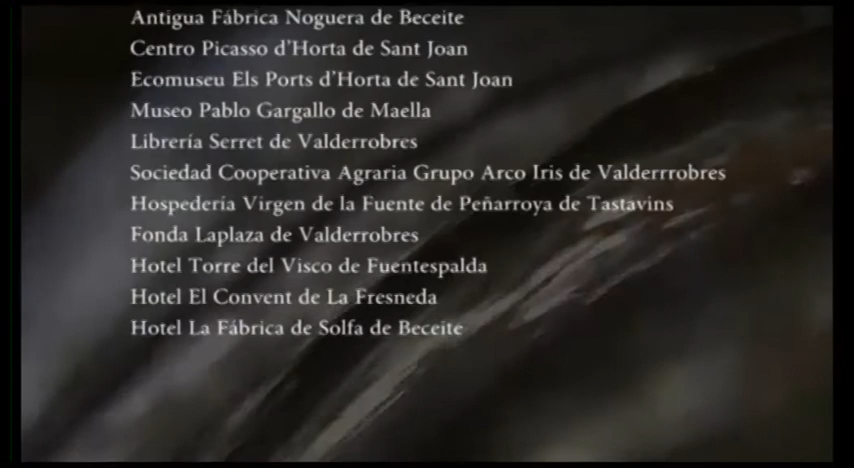 Antigua Fábrica Noguera de Beceite
Centro Picasso d'Horta de Sant Joan
Ecomuseu Els Ports d'Horta de Sant Joan
Museo Pablo Gargallo de Maella
Librería Serret de Valderrobres
Sociedad Cooperativa Agraria Grupo Arco Iris de Valderrrobres
Hospedería Virgen de la Fuente de Peñarroya de Tastavins
Fonda Laplaza de Valderrobres
Hotel Torre del Visco de Fuentespalda
Hotel El Convent de La Fresneda
Hotel La Fábrica de Solfa de Beceite